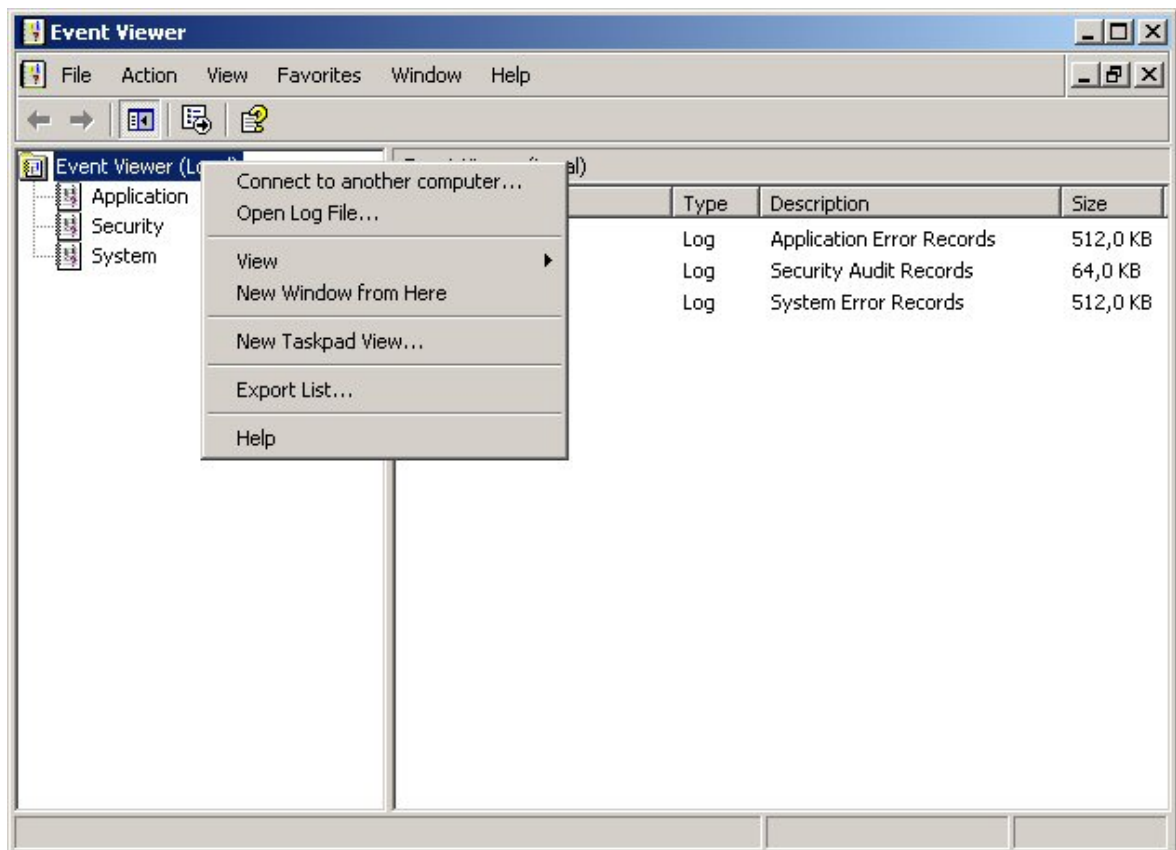 Event Viewer
File Action View Favorites Window Help
Event Viewer (L
Application
Security
System
al)
Type Description Size
Log Application Error Records 512,0 KB
Log Security Audit Records 64,0 KB
Log System Error Records 512,0 KB
Connect to another computer...
Open Log File...
View
New Window from Here
New Taskpad View...
Export List...
Help